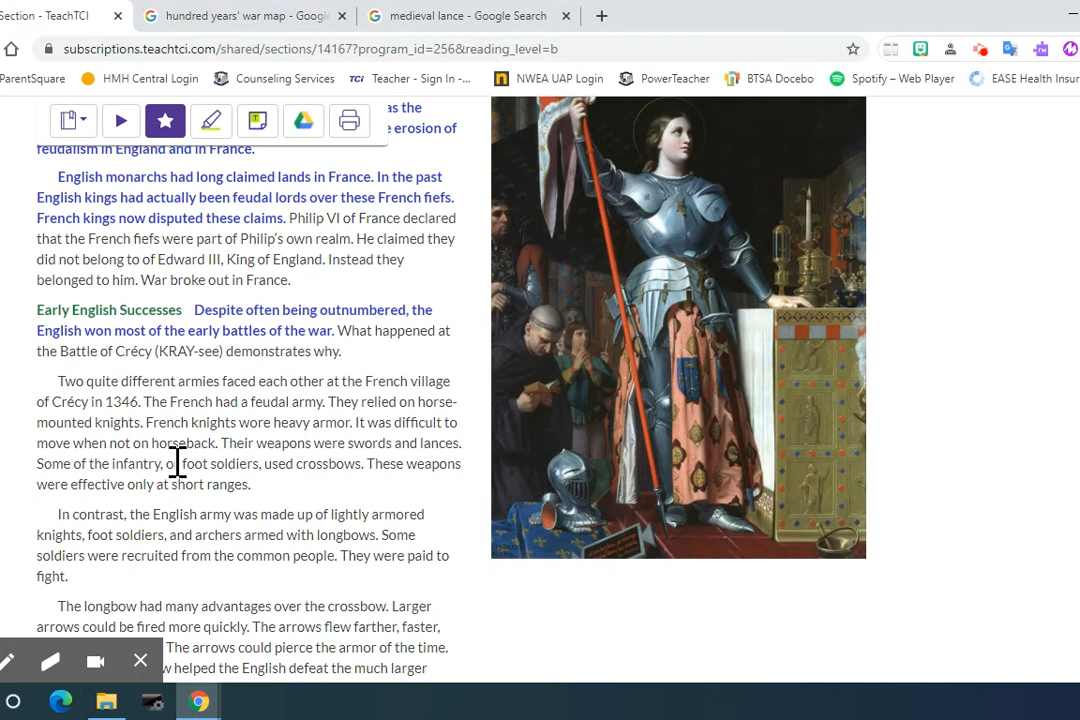 Section - TeachTCI
hundred years' war map - Google
medieval lance - Google Search
subscriptions.teachtci.com/shared/sections/14167?program_id=256&reading_level=b
ParentSquare HMH Central Login Counseling Services TCI Teacher - Sign In -... NWEA UAP Login PowerTeacher BTSA Docebo Spotify – Web Player EASE Health Insur
as the
e erosion of
feudalism in England and in France.
English monarchs had long claimed lands in France. In the past
English kings had actually been feudal lords over these French fiefs.
French kings now disputed these claims. Philip VI of France declared
that the French fiefs were part of Philip's own realm. He claimed they
did not belong to of Edward III, King of England. Instead they
belonged to him. War broke out in France.
Early English Successes Despite often being outnumbered, the
English won most of the early battles of the war. What happened at
the Battle of Crécy (KRAY-see) demonstrates why.
Two quite different armies faced each other at the French village
of Crécy in 1346. The French had a feudal army. They relied on horse-
mounted knights. French knights wore heavy armor. It was difficult to
move when not on horseback. Their weapons were swords and lances.
Some of the infantry, or foot soldiers, used crossbows. These weapons
were effective only at short ranges.
In contrast, the English army was made up of lightly armored
knights, foot soldiers, and archers armed with longbows. Some
soldiers were recruited from the common people. They were paid to
fight.
The longbow had many advantages over the crossbow. Larger
arrows could be fired more quickly. The arrows flew farther, faster,
The arrows could pierce the armor of the time.
w helped the English defeat the much larger